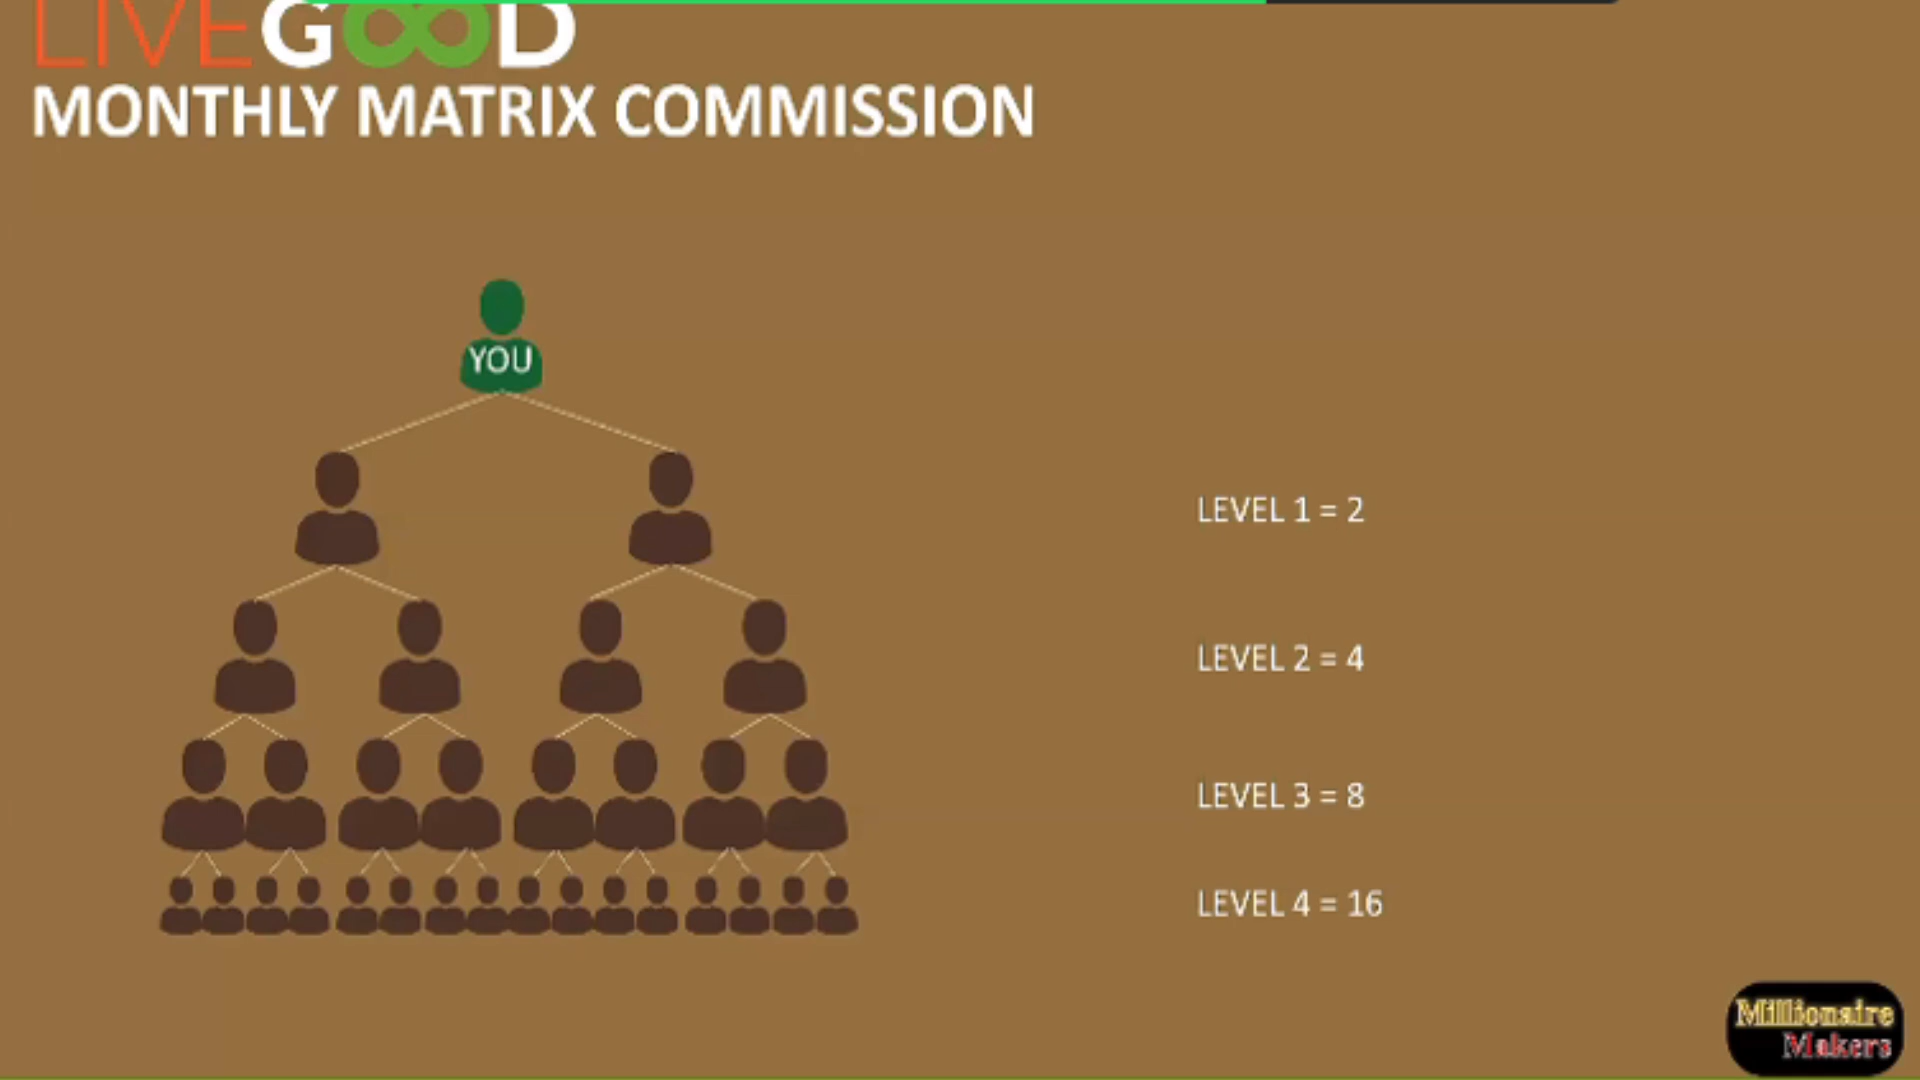 LIVEGOOD
MONTHLY MATRIX COMMISSION
YOU
LEVEL 1 = 2
LEVEL 2 = 4
LEVEL 3 = 8
LEVEL 4 = 16
Millionaire
Makers